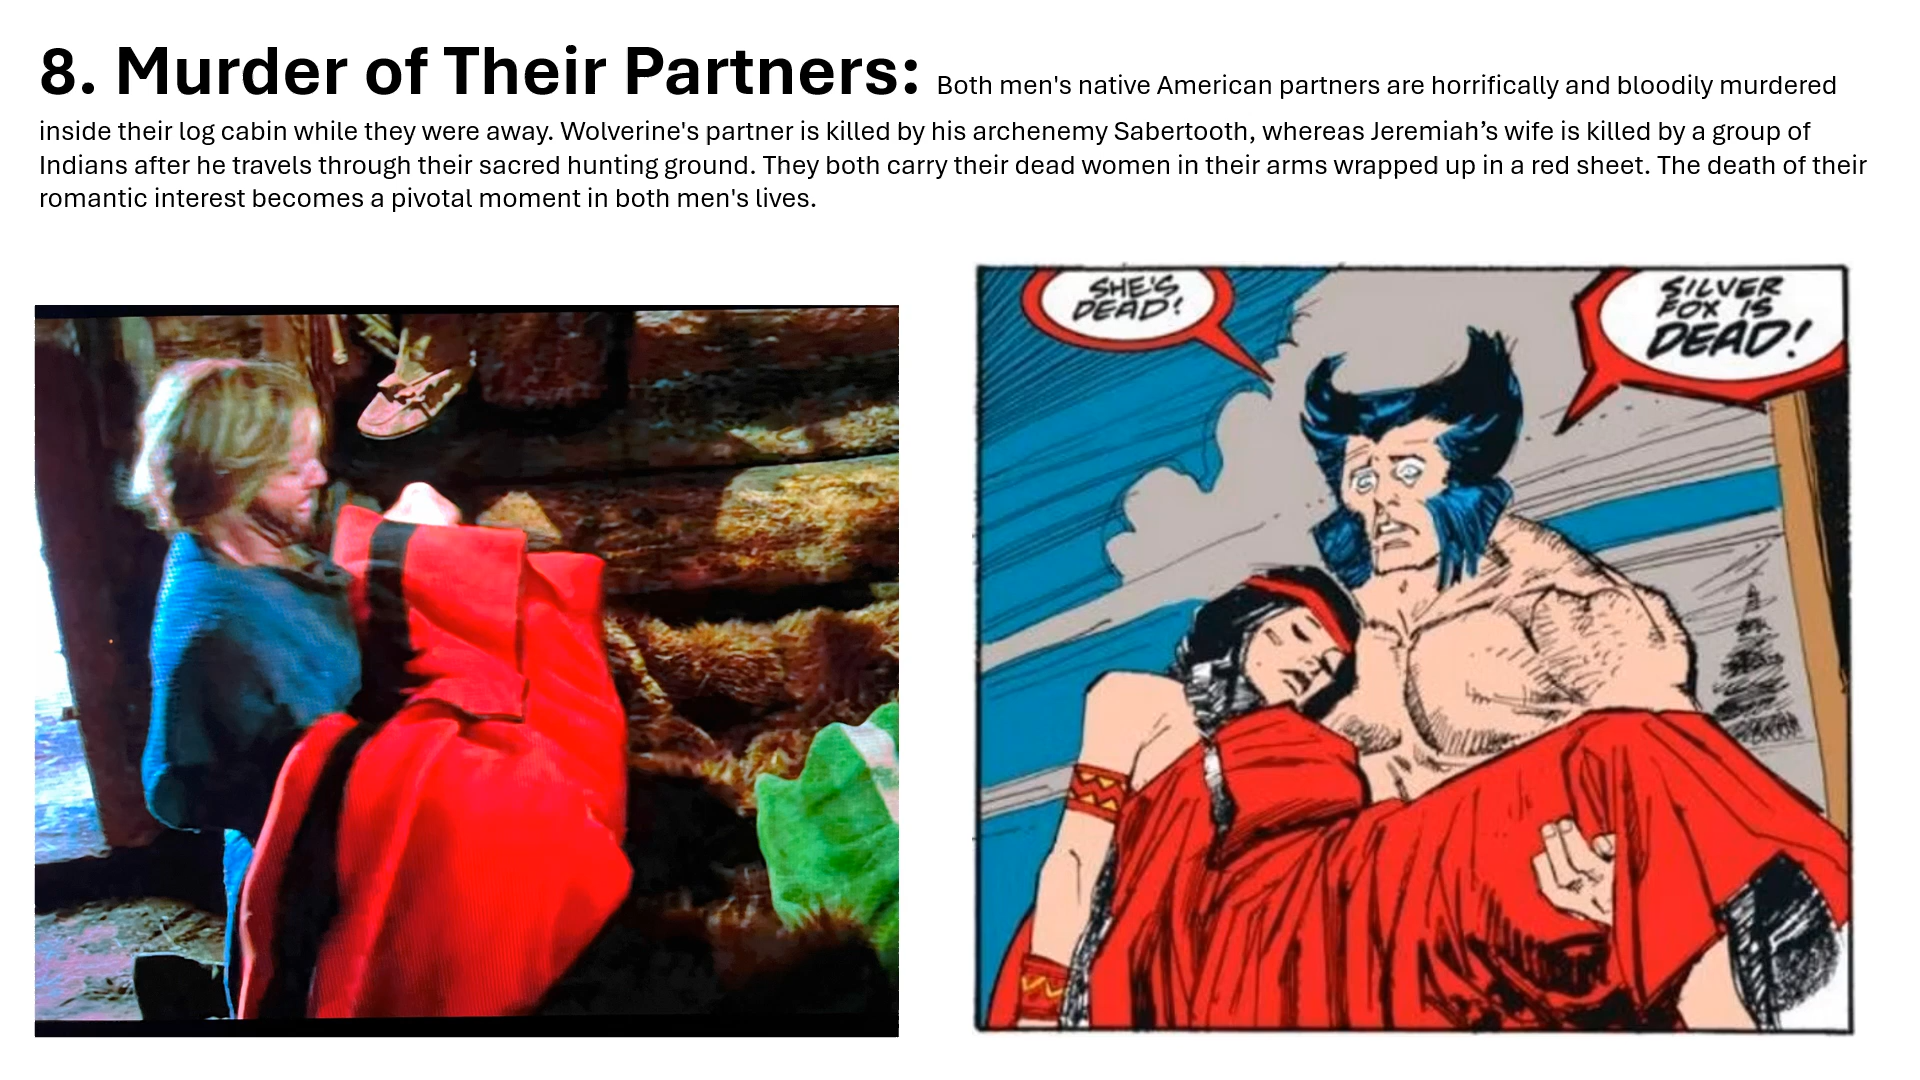 8. Murder of Their Partners: Both men's native American partners are horrifically and bloodily murdered
inside their log cabin while they were away. Wolverine's partner is killed by his archenemy Sabertooth, whereas Jeremiah’s wife is killed by a group of
Indians after he travels through their sacred hunting ground. They both carry their dead women in their arms wrapped up in a red sheet. The death of their
romantic interest becomes a pivotal moment in both men's lives.
SHE'S
DEAD!
SILVER
FOX IS
DEAD!